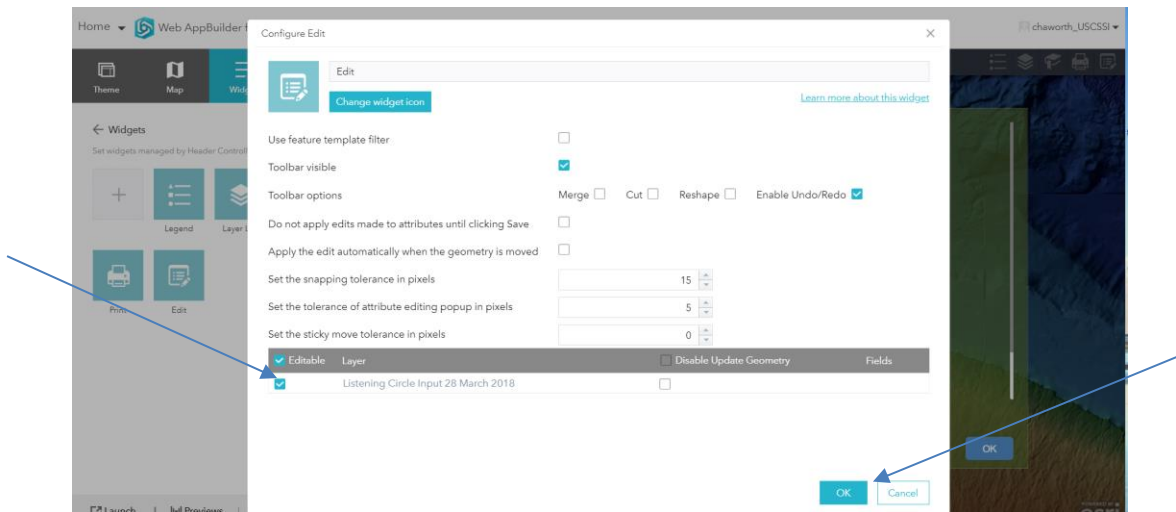 Home Web AppBuilder f
chaworth_USCSSI
Configure Edit
Theme Map Widg
Edit
Change widget icon
Learn more about this widget
Widgets
Set widgets managed by Header Controll
Legend Layer L
Print Edit
Use feature template filter
Toolbar visible
Toolbar options Merge Cut Reshape Enable Undo/Redo
Do not apply edits made to attributes until clicking Save
Apply the edit automatically when the geometry is moved
Set the snapping tolerance in pixels 15
Set the tolerance of attribute editing popup in pixels 5
Set the sticky move tolerance in pixels 0
Editable Layer Disable Update Geometry Fields
Listening Circle Input 28 March 2018
OK
OK Cancel
Launch Previews
esri